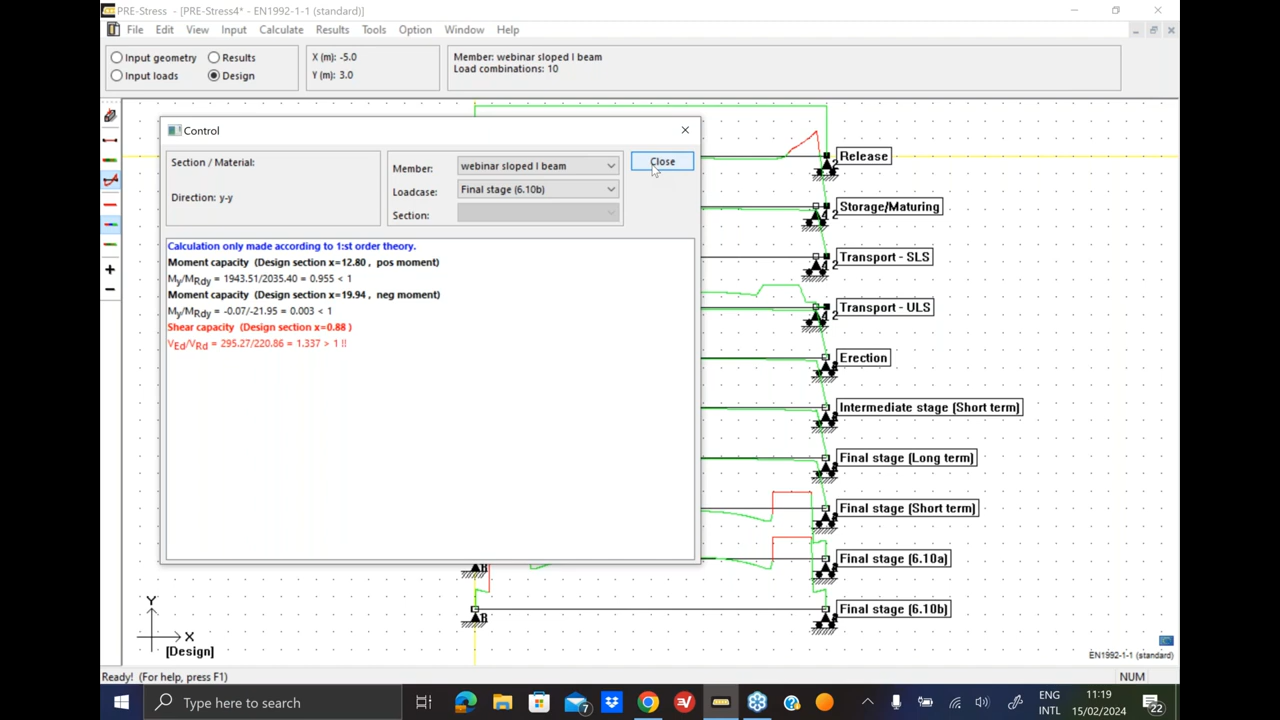 PRE-Stress - [PRE-Stress4* - EN1992-1-1 (standard)]
File Edit View Input Calculate Results Tools Option Window Help
Input geometry
Results
Input loads
Design
X (m): -5.0
Y (m): 3.0
Member: webinar sloped I beam
Load combinations: 10
Control
Section / Material:
Direction: y-y
Member: webinar sloped I beam
Close
Loadcase: Final stage (6.10b)
Section:
Calculation only made according to 1:st order theory.
Moment capacity (Design section x=12.80 , pos moment)
My/MRdy = 1943.51/2035.40 = 0.955 < 1
Moment capacity (Design section x=19.94 , neg moment)
My/MRdy = -0.07/-21.95 = 0.003 < 1
Shear capacity (Design section x=0.88 )
VEd/VRd = 295.27/220.86 = 1.337 > 1 !!
Release
Storage/Maturing
Transport - SLS
Transport - ULS
Erection
Intermediate stage (Short term)
Final stage (Long term)
Final stage (Short term)
Final stage (6.10a)
Final stage (6.10b)
Y
X
[Design]
EN1992-1-1 (standard)
Ready! (For help, press F1)
NUM
Type here to search
7
ENG
INTL
11:19
15/02/2024
22